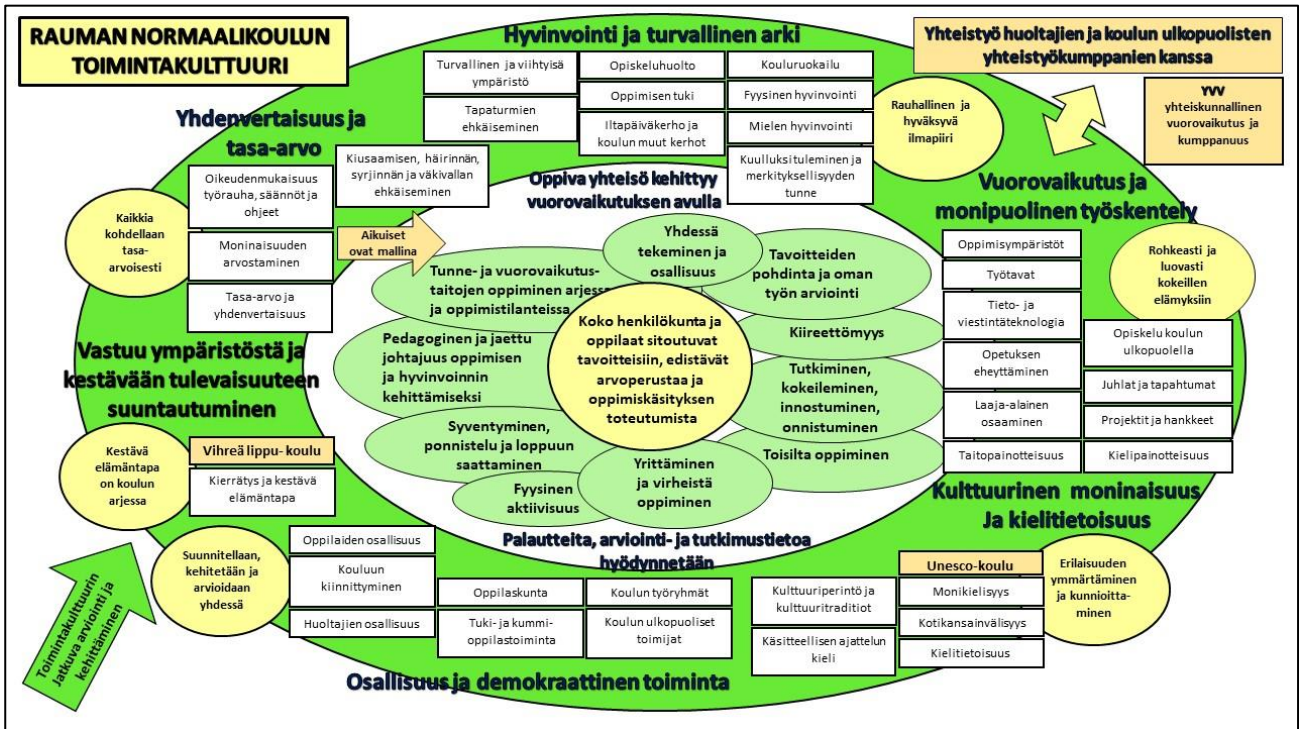 RAUMAN NORMAALIKOULUN
TOIMINTAKULTTUURI
Hyvinvointi ja turvallinen arki
Turvallinen ja viihtyisä
ympäristö
Tapaturmien
ehkäiseminen
Opiskeluhuolto
Oppimisen tuki
Iltapäiväkerho ja
koulun muut kerhot
Kouluruokailu
Fyysinen hyvinvointi
Mielen hyvinvointi
Kuulluksi tuleminen ja
merkityksellisyyden
tunne
Rauhallinen ja
hyväksyvä
ilmapiiri
Yhteistyö huoltajien ja koulun ulkopuolisten
yhteistyökumppanien kanssa
YVV
yhteiskunnallinen
vuorovaikutus ja
kumppanuus
Yhdenvertaisuus ja
tasa-arvo
Kiusaamisen, häirinnän,
syrjinnän ja väkivallan
ehkäiseminen
Oikeudenmukaisuus
työrauha, säännöt ja
ohjeet
Moninaisuuden
arvostaminen
Tasa-arvo ja
yhdenvertaisuus
Kaikkia
kohdellaan
tasa-
arvoisesti
Aikuiset
ovat mallina
Oppiva yhteisö kehittyy
vuorovaikutuksen avulla
Yhdessä
tekeminen ja
osallisuus
Tavoitteiden
pohdinta ja oman
työn arviointi
Tunne- ja vuorovaikutus-
taitojen oppiminen arjessa
ja oppimistilanteissa
Kiireettömyys
Pedagoginen ja jaettu
johtajuus oppimisen
ja hyvinvoinnin
kehittämiseksi
Koko henkilökunta ja
oppilaat sitoutuvat
tavoitteisiin, edistävät
arvoperustaa ja
oppimiskäsityksen
toteutumista
Tutkiminen,
kokeileminen,
innostuminen,
onnistuminen
Syventyminen,
ponnistelu ja loppuun
saattaminen
Toisilta oppiminen
Yrittäminen
ja virheistä
oppiminen
Fyysinen
aktiivisuus
Palautteita, arviointi- ja tutkimustietoa
hyödynnetään
Vuorovaikutus ja
monipuolinen työskentely
Oppimisympäristöt
Työtavat
Tieto- ja
viestintäteknologia
Opetuksen
eheyttäminen
Laaja-alainen
osaaminen
Taitopainotteisuus
Rohkeasti ja
luovasti
kokeillen
elämyksiin
Opiskelu koulun
ulkopuolella
Juhlat ja tapahtumat
Projektit ja hankkeet
Kielipainotteisuus
Vastuu ympäristöstä ja
kestävään tulevaisuuteen
suuntautuminen
Kestävä
elämäntapa
on koulun
arjessa
Vihreä lippu- koulu
Kierrätys ja kestävä
elämäntapa
Kulttuurinen moninaisuus
Ja kielitietoisuus
Unesco-koulu
Monikielisyys
Kotikansainvälisyys
Kielitietoisuus
Kulttuuriperintö ja
kulttuuritraditiot
Käsitteellisen ajattelun
kieli
Erilaisuuden
ymmärtäminen
ja kunnioitta-
minen
Suunnitellaan,
kehitetään ja
arvioidaan
yhdessä
Oppilaiden osallisuus
Kouluun
kiinnittyminen
Huoltajien osallisuus
Oppilaskunta
Tuki- ja kummi-
oppilastoiminta
Koulun työryhmät
Koulun ulkopuoliset
toimijat
Osallisuus ja demokraattinen toiminta
Toimintakulttuurin
Jatkuva arviointi ja
kehittäminen